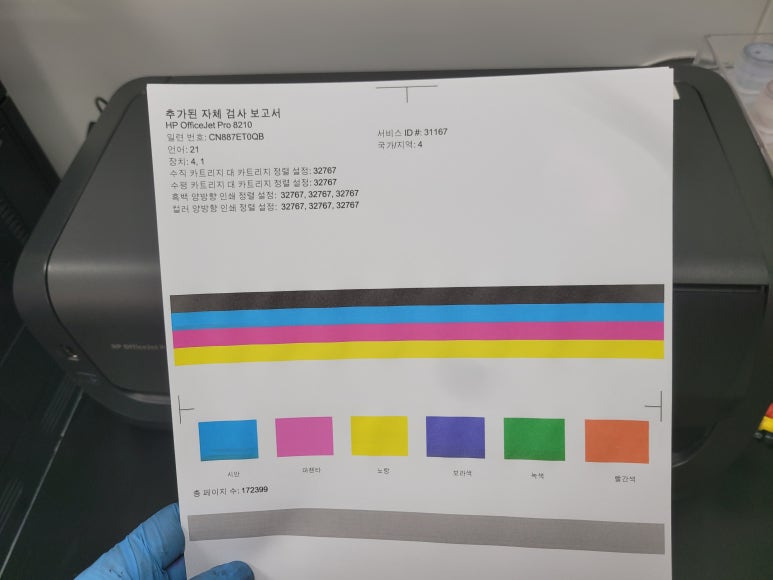 추가된 자체 검사 보고서
HP OfficeJet Pro 8210
일련 번호: CN887ET0QB
서비스 ID #: 31167
언어: 21
국가/지역: 4
장치: 4, 1
수직 카트리지 대 카트리지 정렬 설정: 32767
수평 카트리지 대 카트리지 정렬 설정: 32767
흑백 양방향 인쇄 정렬 설정: 32767, 32767, 32767
컬러 양방향 인쇄 정렬 설정: 32767, 32767, 32767
시안
마젠타
노랑
보라색
녹색
빨간색
총 페이지 수: 172399
HP OfficeJet